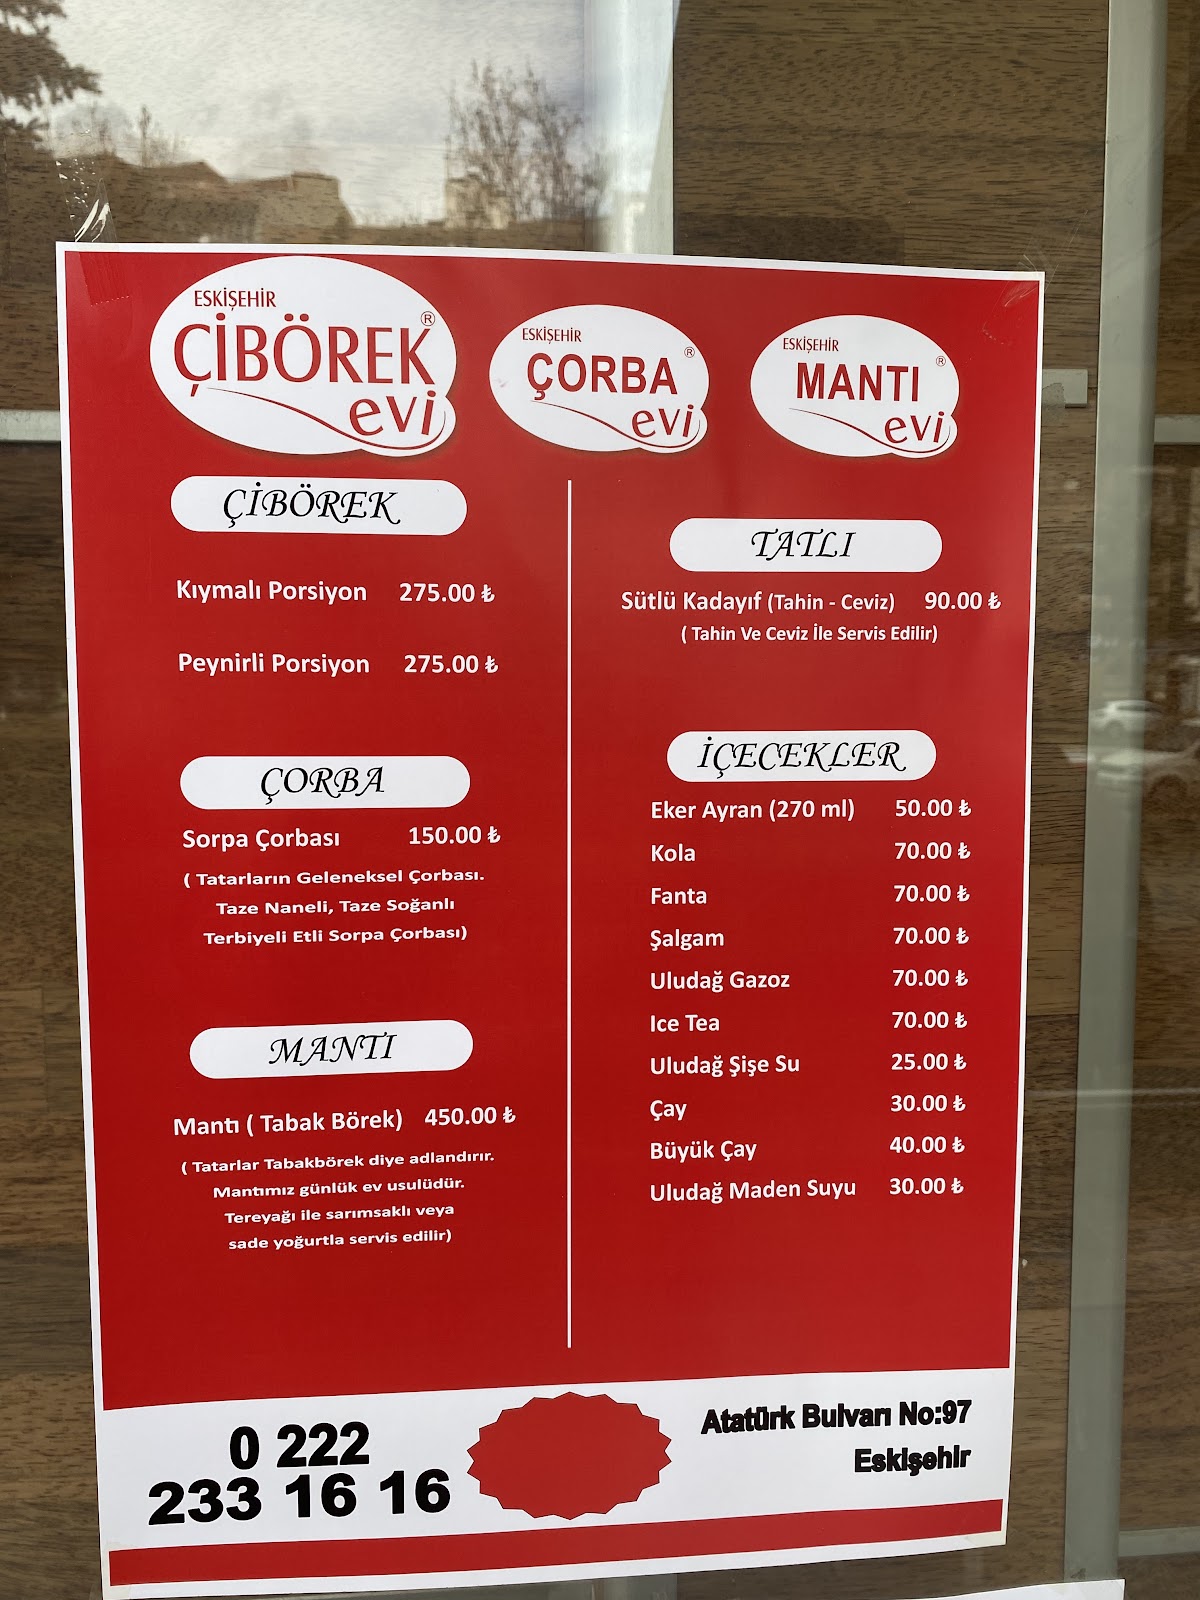 ESKİŞEHİR
ÇİBÖREK®
evi
ESKİŞEHİR
ÇORBA®
evi
ESKİŞEHİR
MANTI®
evi
ÇİBÖREK
Kıymalı Porsiyon 275.00 ₺
Peynirli Porsiyon 275.00 ₺
ÇORBA
Sorpa Çorbası 150.00 ₺
( Tatarların Geleneksel Çorbası.
Taze Naneli, Taze Soğanlı
Terbiyeli Etli Sorpa Çorbası)
MANTI
Mantı ( Tabak Börek) 450.00 ₺
( Tatarlar Tabakbörek diye adlandırır.
Mantımız günlük ev usulüdür.
Tereyağı ile sarımsaklı veya
sade yoğurtla servis edilir)
TATLI
Sütlü Kadayıf (Tahin - Ceviz) 90.00 ₺
( Tahin Ve Ceviz İle Servis Edilir)
İÇECEKLER
Eker Ayran (270 ml) 50.00 ₺
Kola 70.00 ₺
Fanta 70.00 ₺
Şalgam 70.00 ₺
Uludağ Gazoz 70.00 ₺
Ice Tea 70.00 ₺
Uludağ Şişe Su 25.00 ₺
Çay 30.00 ₺
Büyük Çay 40.00 ₺
Uludağ Maden Suyu 30.00 ₺
0 222
233 16 16
Atatürk Bulvarı No:97
Eskişehir